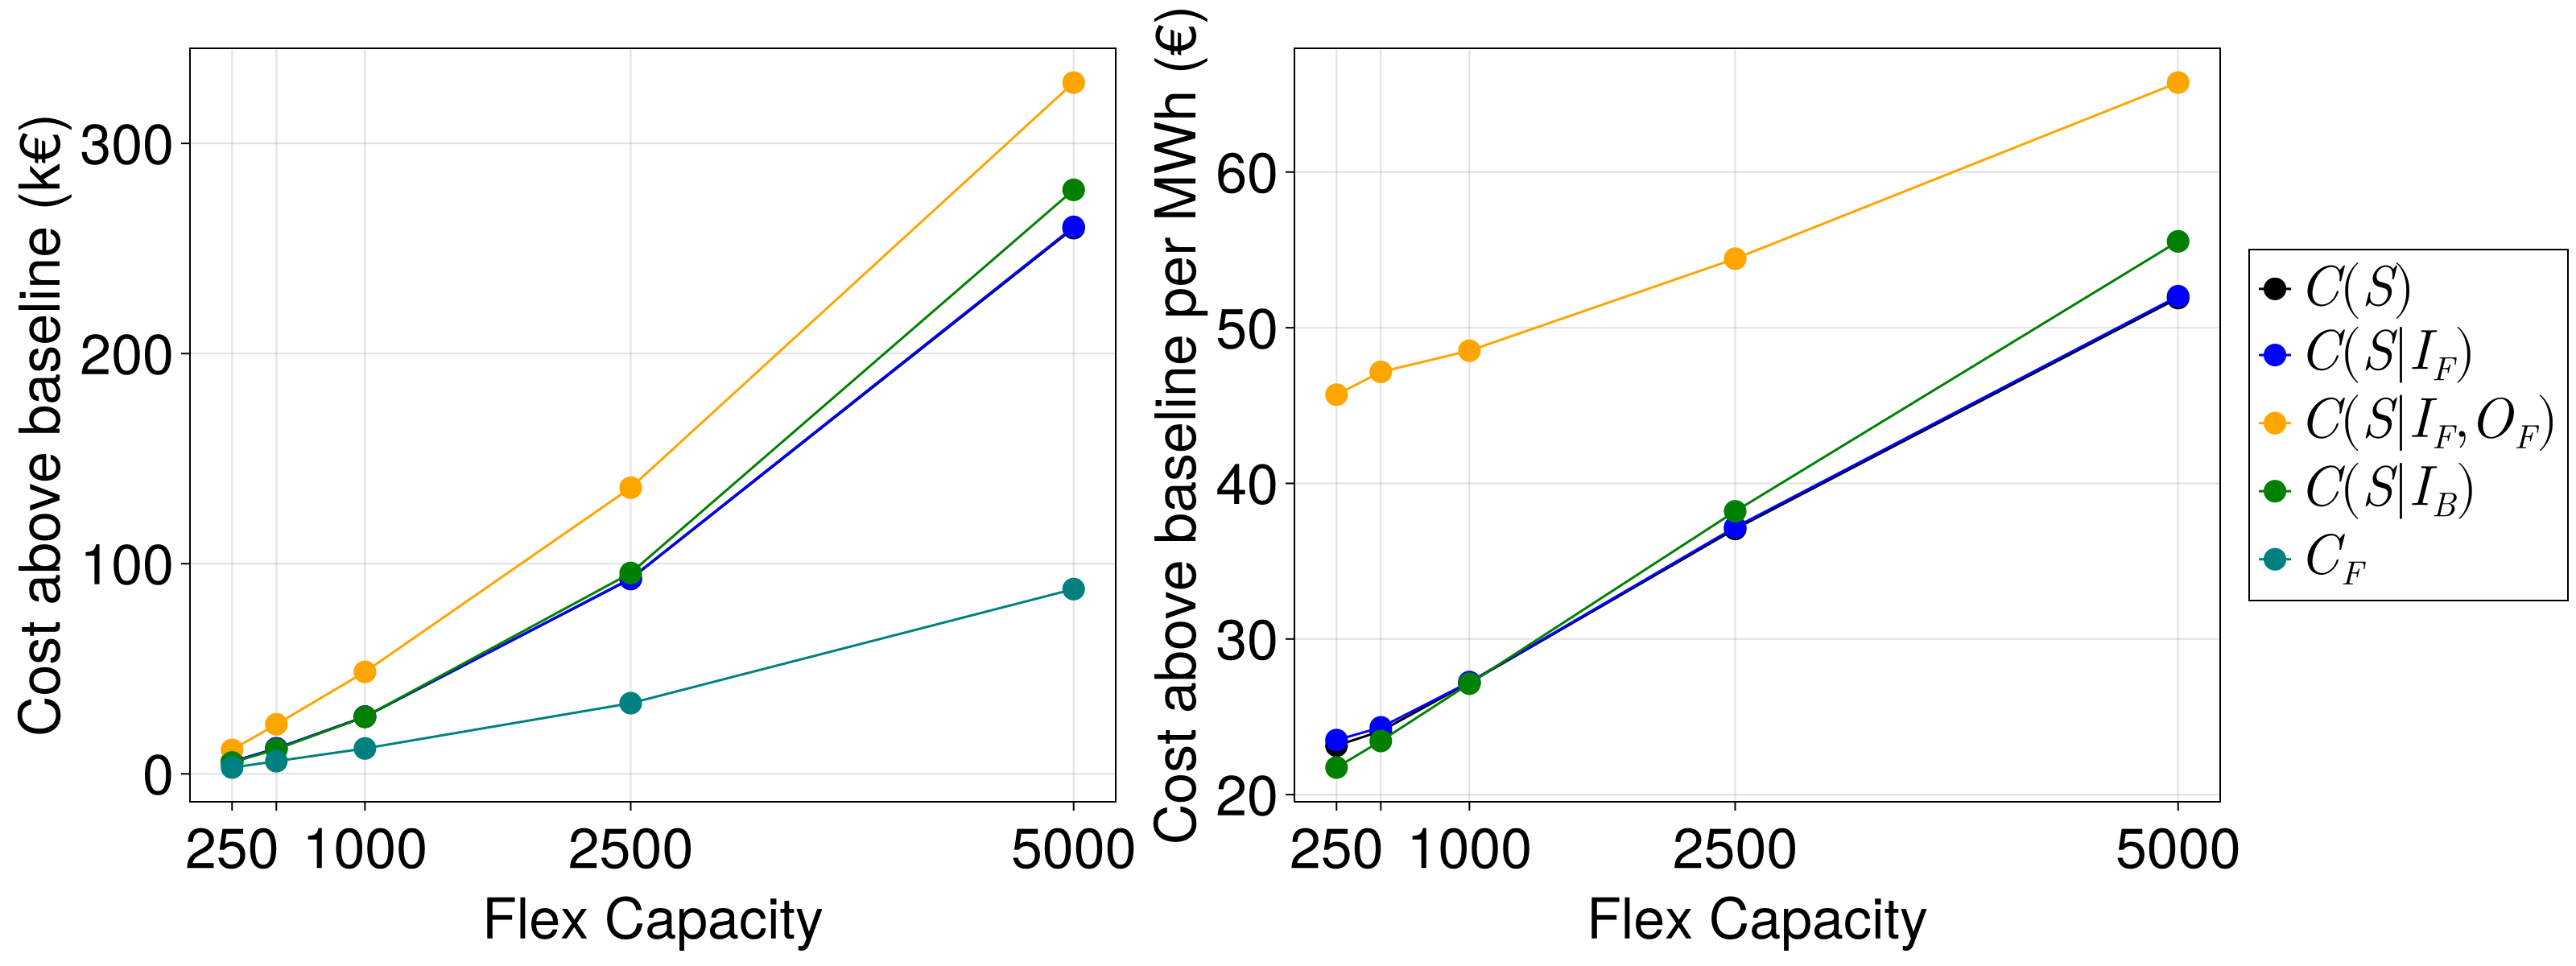 Cost above baseline (k€)
300
200
100
0
250 1000 2500 5000
Flex Capacity
Cost above baseline per MWh (€)
60
50
40
30
20
250 1000 2500 5000
Flex Capacity
C(S)
C(S|I_F)
C(S|I_F, O_F)
C(S|I_B)
C_F